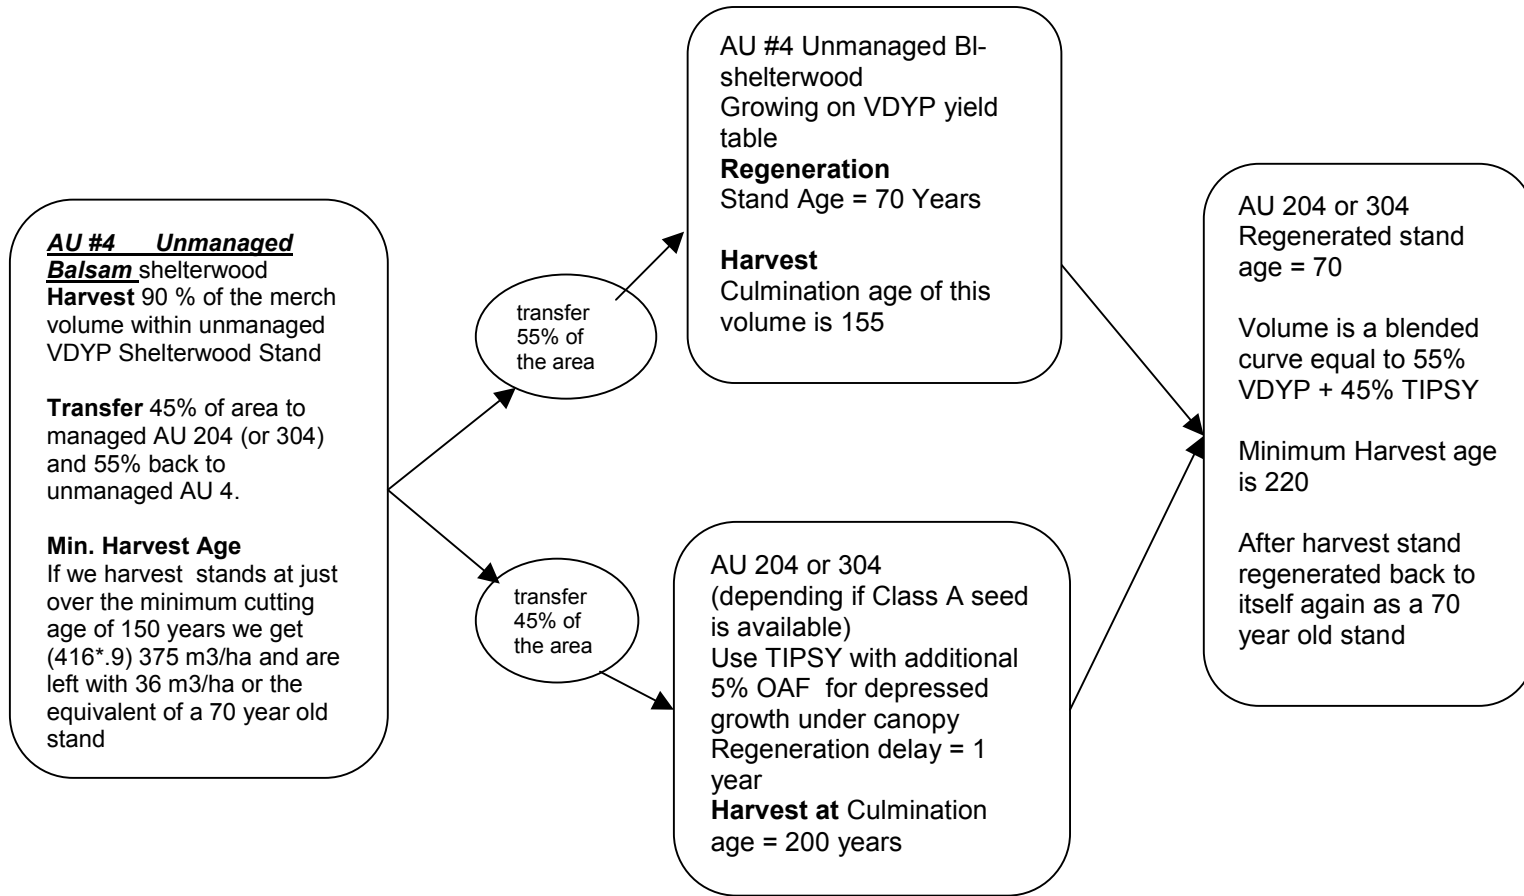 AU #4 Unmanaged
Balsam shelterwood
Harvest 90 % of the merch
volume within unmanaged
VDYP Shelterwood Stand
Transfer 45% of area to
managed AU 204 (or 304)
and 55% back to
unmanaged AU 4.
Min. Harvest Age
If we harvest stands at just
over the minimum cutting
age of 150 years we get
(416*.9) 375 m3/ha and are
left with 36 m3/ha or the
equivalent of a 70 year old
stand
transfer
55% of
the area
transfer
45% of
the area
AU #4 Unmanaged Bl-
shelterwood
Growing on VDYP yield
table
Regeneration
Stand Age = 70 Years
Harvest
Culmination age of this
volume is 155
AU 204 or 304
(depending if Class A seed
is available)
Use TIPSY with additional
5% OAF for depressed
growth under canopy
Regeneration delay = 1
year
Harvest at Culmination
age = 200 years
AU 204 or 304
Regenerated stand
age = 70
Volume is a blended
curve equal to 55%
VDYP + 45% TIPSY
Minimum Harvest age
is 220
After harvest stand
regenerated back to
itself again as a 70
year old stand